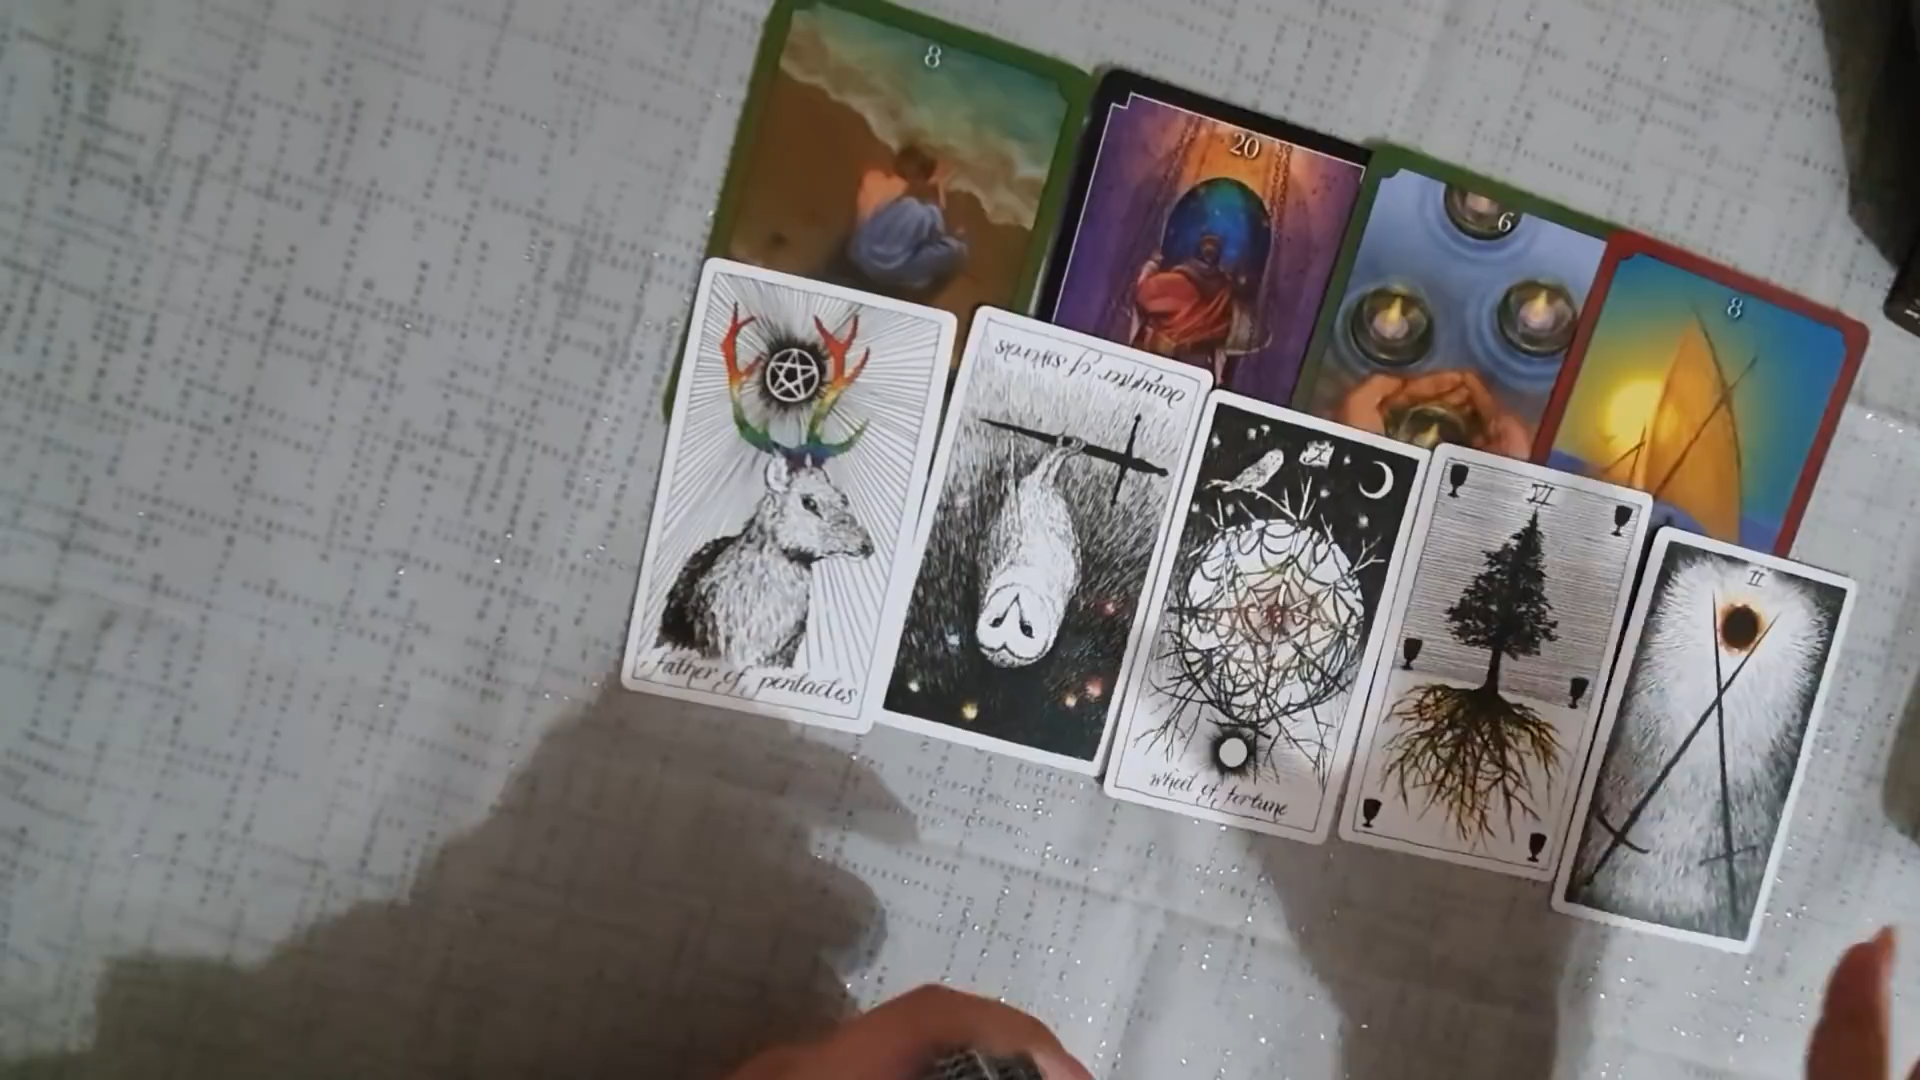 8
20
6
8
father of pentacles
daughter of swords
X
wheel of fortune
VI
II